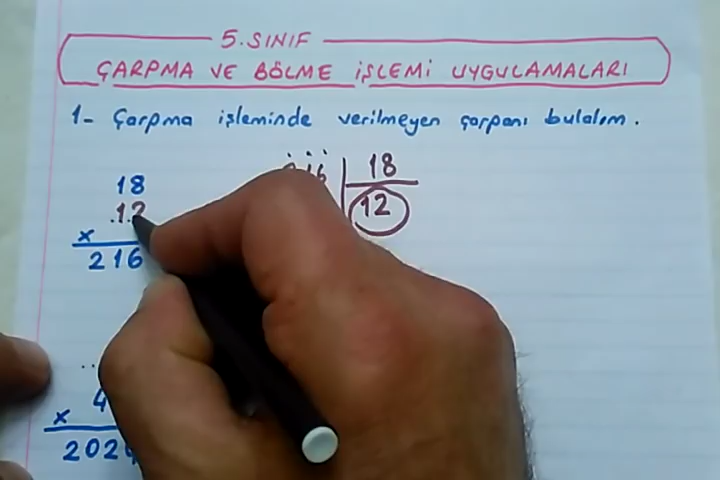 5. SINIF
ÇARPMA VE BÖLME İŞLEMİ UYGULAMALARI
1- Çarpma işleminde verilmeyen çarpanı bulalım.
18
12
x
216
18
12
4
x
202